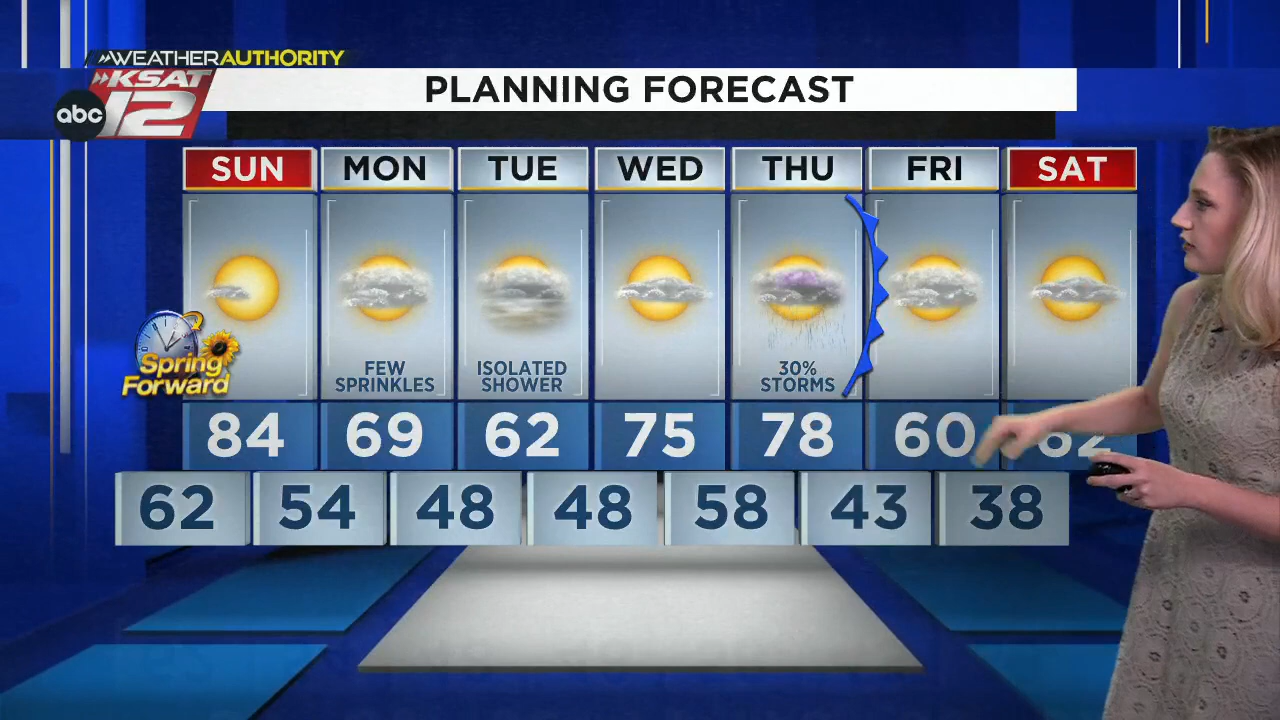 WEATHERAUTHORITY
KSAT
abc 12
PLANNING FORECAST
SUN MON TUE WED THU FRI SAT
Spring
Forward
FEW
SPRINKLES
ISOLATED
SHOWER
30%
STORMS
84 69 62 75 78 60 62
62 54 48 48 58 43 38